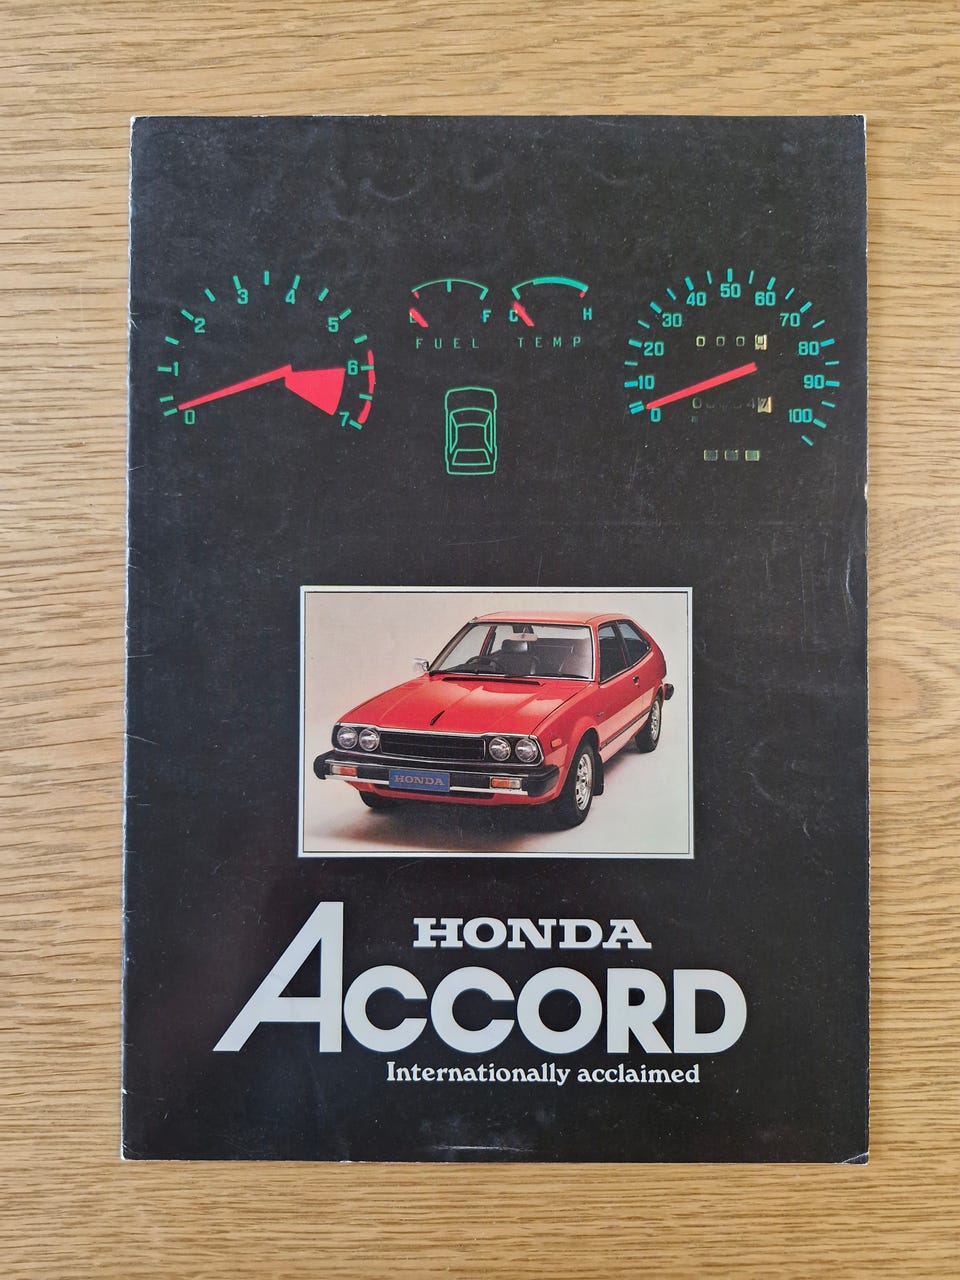 0 1 2 3 4 5 6 7
E F C H
FUEL TEMP
0 10 20 30 40 50 60 70 80 90 100
HONDA
HONDA
ACCORD
Internationally acclaimed